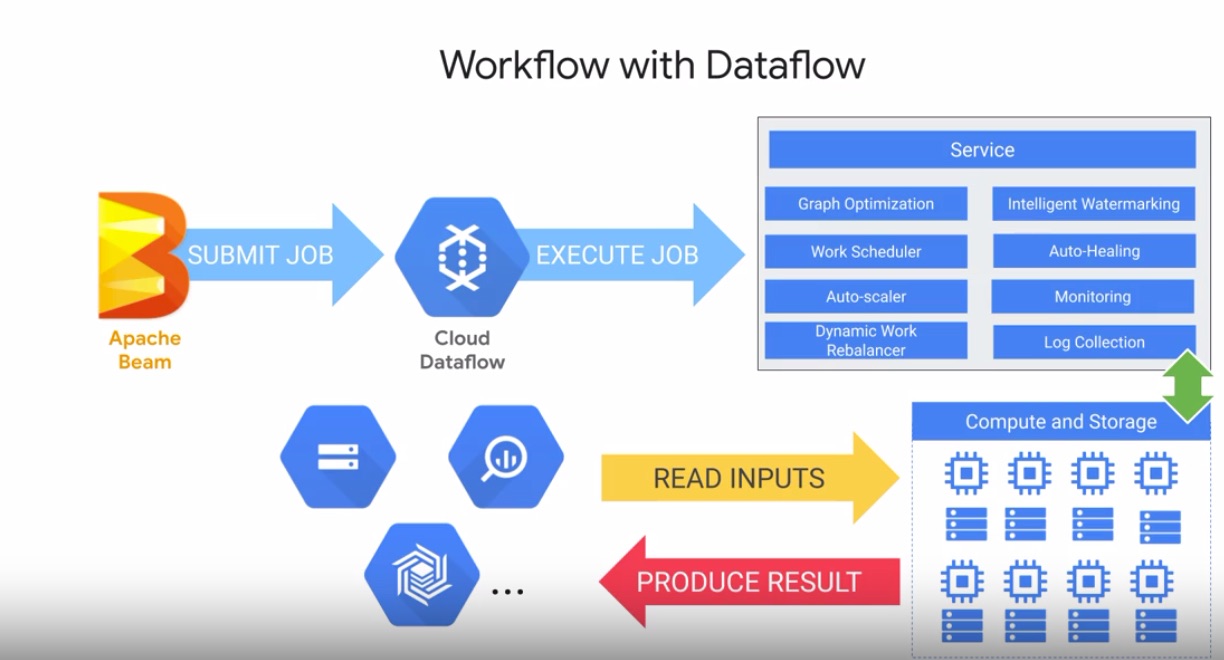 Workflow with Dataflow
Service
Graph Optimization
Intelligent Watermarking
SUBMIT JOB
EXECUTE JOB
Work Scheduler
Auto-Healing
Auto-scaler
Monitoring
Dynamic Work
Rebalancer
Log Collection
Apache
Beam
Cloud
Dataflow
Compute and Storage
READ INPUTS
PRODUCE RESULT
...